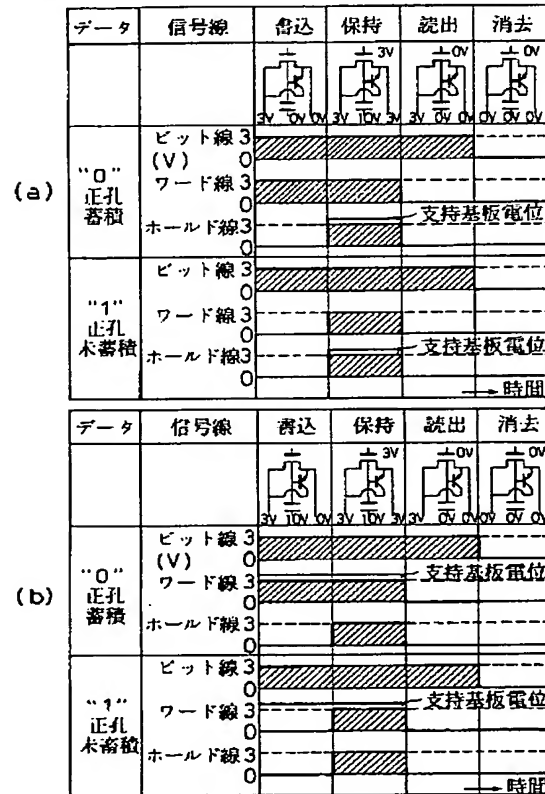 (a)
データ 信号線 書込 保持 読出 消去
3V 0V 0V
3V 3V 10V 3V
0V 3V 0V 0V
0V 0V 0V 0V
"0" 正孔 蓄積
ビット線 3
(V) 0
ワード線 3
0
支持基板電位
ホールド線 3
0
"1" 正孔 未蓄積
ビット線 3
0
ワード線 3
0
支持基板電位
ホールド線 3
0
→ 時間
(b)
データ 信号線 書込 保持 読出 消去
3V 10V 0V
3V 3V 10V 3V
0V 3V 0V 0V
0V 0V 0V 0V
"0" 正孔 蓄積
ビット線 3
(V) 0
支持基板電位
ワード線 3
0
ホールド線 3
0
"1" 正孔 未蓄積
ビット線 3
0
支持基板電位
ワード線 3
0
ホールド線 3
0
→ 時間